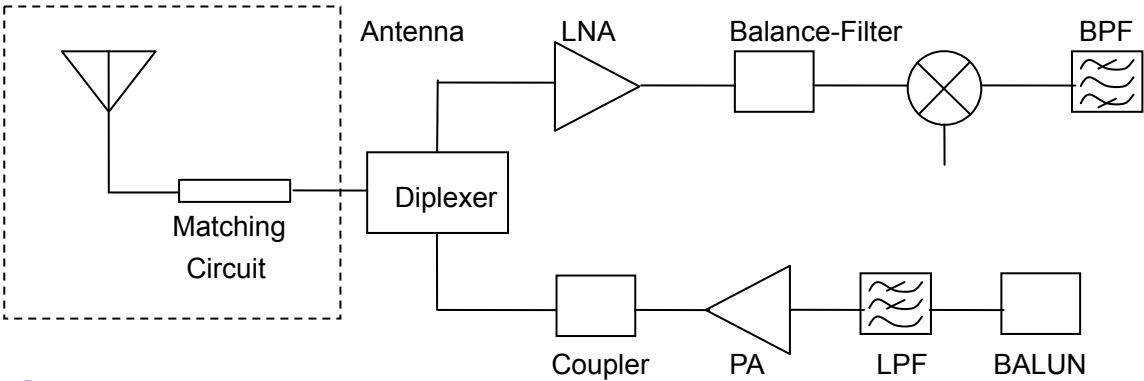 Antenna
LNA
Balance-Filter
BPF
Diplexer
Matching
Circuit
Coupler
PA
LPF
BALUN